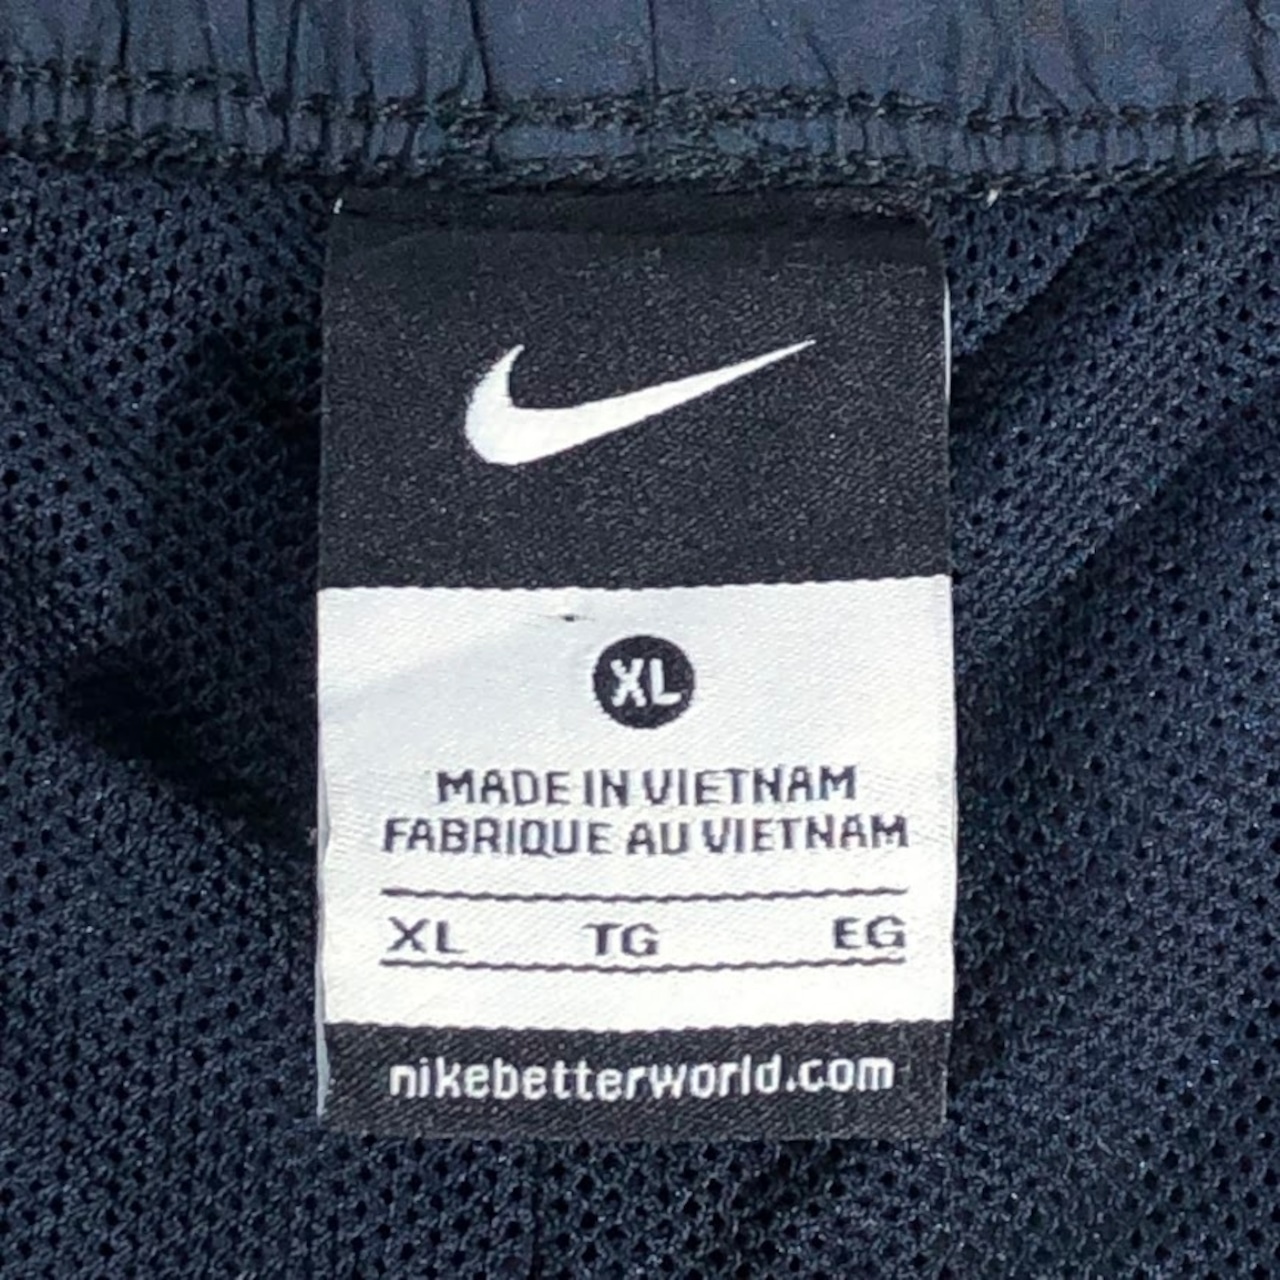 XL
MADE IN VIETNAM
FABRIQUE AU VIETNAM
XL TG EG
nikebetterworld.com